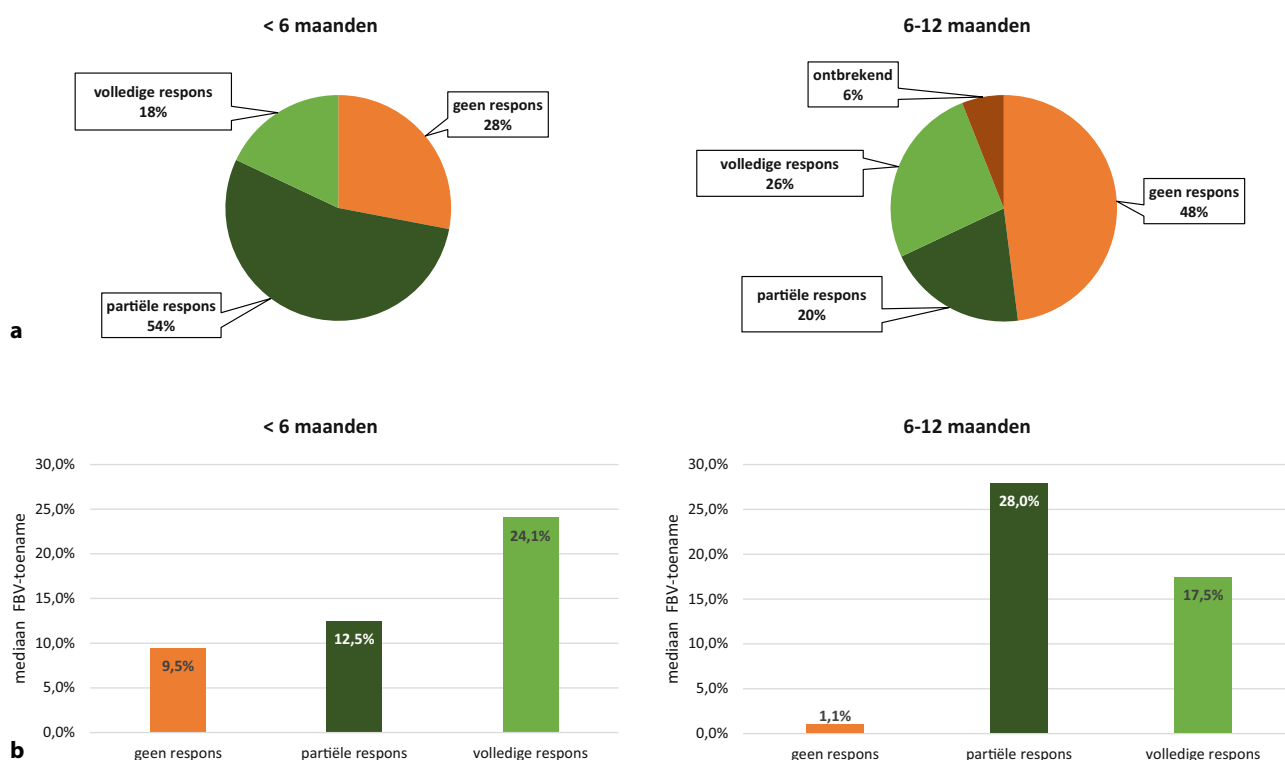 < 6 maanden
volledige respons
18%
geen respons
28%
partiële respons
54%
6-12 maanden
ontbrekend
6%
volledige respons
26%
geen respons
48%
partiële respons
20%
a
< 6 maanden
mediaan FBV-toename
30,0%
25,0%
20,0%
15,0%
10,0%
5,0%
0,0%
9,5%
12,5%
24,1%
geen respons
partiële respons
volledige respons
6-12 maanden
mediaan FBV-toename
30,0%
25,0%
20,0%
15,0%
10,0%
5,0%
0,0%
1,1%
28,0%
17,5%
geen respons
partiële respons
volledige respons
b